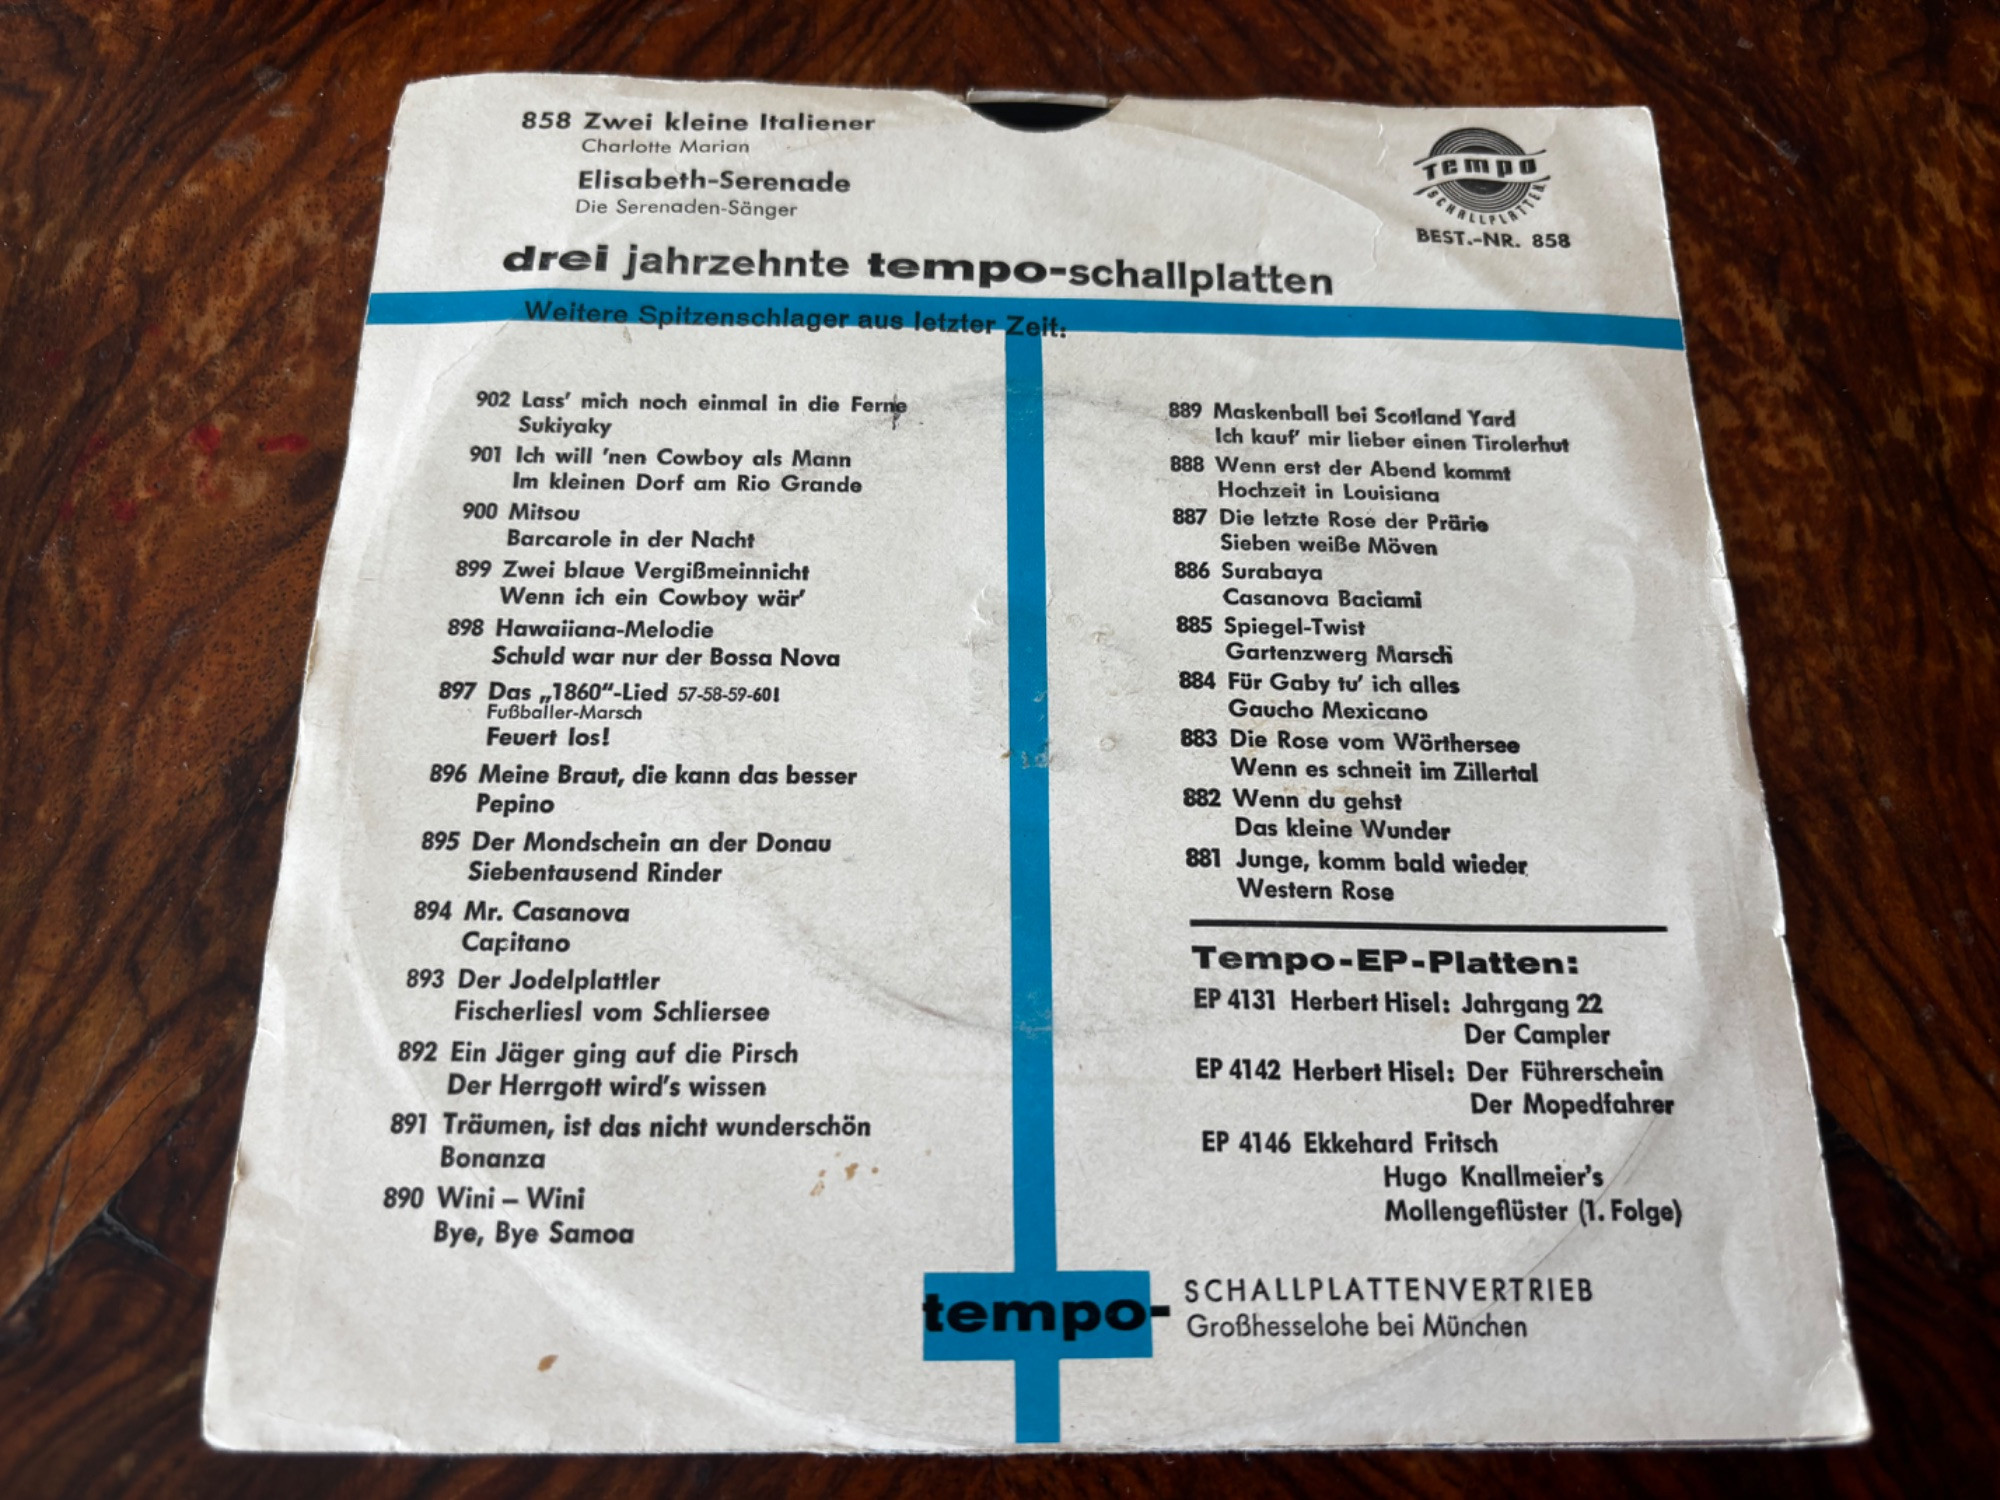 858 Zwei kleine Italiener
Charlotte Marian
Elisabeth-Serenade
Die Serenaden-Sänger
tempo
SCHALLPLATTEN
BEST.-NR. 858
drei jahrzehnte tempo-schallplatten
Weitere Spitzenschlager aus letzter Zeit:
902 Lass' mich noch einmal in die Ferne
Sukiyaky
901 Ich will 'nen Cowboy als Mann
Im kleinen Dorf am Rio Grande
900 Mitsou
Barcarole in der Nacht
899 Zwei blaue Vergißmeinnicht
Wenn ich ein Cowboy wär'
898 Hawaiiana-Melodie
Schuld war nur der Bossa Nova
897 Das „1860“-Lied 57-58-59-60!
Fußballer-Marsch
Feuert los!
896 Meine Braut, die kann das besser
Pepino
895 Der Mondschein an der Donau
Siebentausend Rinder
894 Mr. Casanova
Capitano
893 Der Jodelplattler
Fischerliesl vom Schliersee
892 Ein Jäger ging auf die Pirsch
Der Herrgott wird's wissen
891 Träumen, ist das nicht wunderschön
Bonanza
890 Wini – Wini
Bye, Bye Samoa
889 Maskenball bei Scotland Yard
Ich kauf' mir lieber einen Tirolerhut
888 Wenn erst der Abend kommt
Hochzeit in Louisiana
887 Die letzte Rose der Prärie
Sieben weiße Möven
886 Surabaya
Casanova Baciami
885 Spiegel-Twist
Gartenzwerg Marsch
884 Für Gaby tu' ich alles
Gaucho Mexicano
883 Die Rose vom Wörthersee
Wenn es schneit im Zillertal
882 Wenn du gehst
Das kleine Wunder
881 Junge, komm bald wieder
Western Rose
Tempo-EP-Platten:
EP 4131 Herbert Hisel: Jahrgang 22
Der Campler
EP 4142 Herbert Hisel: Der Führerschein
Der Mopedfahrer
EP 4146 Ekkehard Fritsch
Hugo Knallmeier's
Mollengeflüster (1. Folge)
tempo- SCHALLPLATTENVERTRIEB
Großhesselohe bei München